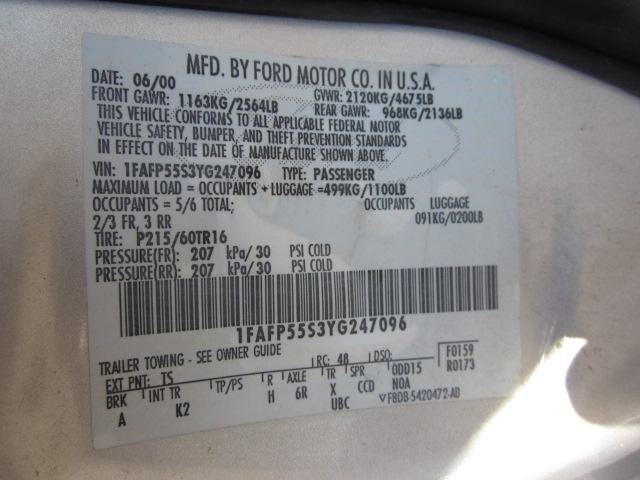 MFD. BY FORD MOTOR CO. IN U.S.A.
DATE: 06/00 GVWR: 2120KG/4675LB
FRONT GAWR: 1163KG/2564LB REAR GAWR: 968KG/2136LB
THIS VEHICLE CONFORMS TO ALL APPLICABLE FEDERAL MOTOR
VEHICLE SAFETY, BUMPER, AND THEFT PREVENTION STANDARDS
IN EFFECT ON THE DATE OF MANUFACTURE SHOWN ABOVE.
VIN: 1FAFP55S3YG247096 TYPE: PASSENGER
MAXIMUM LOAD = OCCUPANTS + LUGGAGE =499KG/1100LB
OCCUPANTS = 5/6 TOTAL; OCCUPANTS LUGGAGE
2/3 FR, 3 RR 091KG/0200LB
TIRE: P215/60TR16
PRESSURE(FR): 207 kPa/30 PSI COLD
PRESSURE(RR): 207 kPa/30 PSI COLD
1FAFP55S3YG247096
TRAILER TOWING - SEE OWNER GUIDE F0159
EXT PNT: TS RC: 48 DSO: R0173
BRK INT TR TP/PS R AXLE TR SPR ODD15
A K2 H 6R X CCD NOA
UBC ▽F8DB-5420472-AB